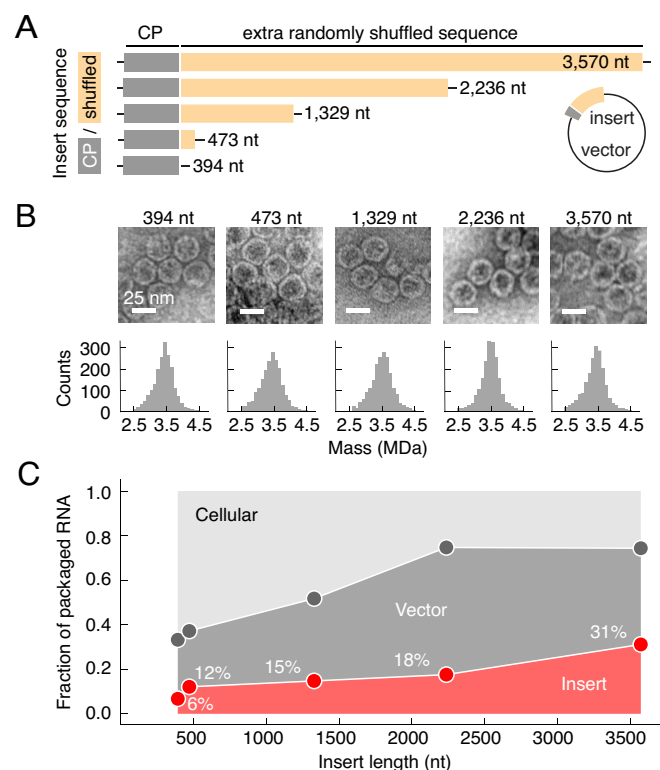 A
CP extra randomly shuffled sequence
Insert sequence
CP / shuffled
3,570 nt
2,236 nt
1,329 nt
473 nt
394 nt
insert
vector
B
394 nt 473 nt 1,329 nt 2,236 nt 3,570 nt
25 nm
Counts
300
200
100
0
2.5 3.5 4.5 2.5 3.5 4.5 2.5 3.5 4.5 2.5 3.5 4.5 2.5 3.5 4.5
Mass (MDa)
C
Fraction of packaged RNA
1.0
0.8
0.6
0.4
0.2
0.0
Cellular
Vector
Insert
6%
12%
15%
18%
31%
500 1000 1500 2000 2500 3000 3500
Insert length (nt)